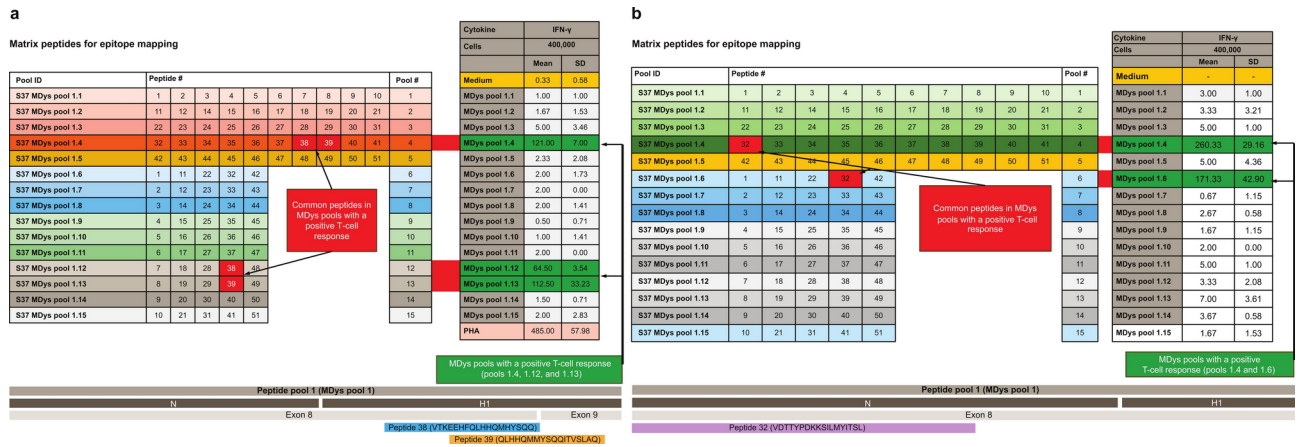 a
Matrix peptides for epitope mapping
Cytokine IFN-γ
Cells 400,000
Mean SD
Pool ID Peptide # Pool # Medium 0.33 0.58
S37 MDys pool 1.1 1 2 3 4 5 6 7 8 9 10 1 MDys pool 1.1 1.00 1.00
S37 MDys pool 1.2 11 12 14 15 16 17 18 19 20 21 2 MDys pool 1.2 1.67 1.53
S37 MDys pool 1.3 22 23 24 25 26 27 28 29 30 31 3 MDys pool 1.3 5.00 3.46
S37 MDys pool 1.4 32 33 34 35 36 37 38 39 40 41 4 MDys pool 1.4 121.00 7.00
S37 MDys pool 1.5 42 43 44 45 46 47 48 49 50 51 5 MDys pool 1.5 2.33 2.08
S37 MDys pool 1.6 1 11 22 32 42 6 MDys pool 1.6 2.00 1.73
S37 MDys pool 1.7 2 12 23 33 43 7 MDys pool 1.7 2.00 0.00
S37 MDys pool 1.8 3 14 24 34 44 8 MDys pool 1.8 2.00 1.41
S37 MDys pool 1.9 4 15 25 35 45 9 MDys pool 1.9 0.50 0.71
S37 MDys pool 1.10 5 16 26 36 46 10 MDys pool 1.10 1.00 1.41
S37 MDys pool 1.11 6 17 27 37 47 11 MDys pool 1.11 2.00 0.00
S37 MDys pool 1.12 7 18 28 38 48 12 MDys pool 1.12 64.50 3.54
S37 MDys pool 1.13 8 19 29 39 49 13 MDys pool 1.13 112.50 33.23
S37 MDys pool 1.14 9 20 30 40 50 14 MDys pool 1.14 1.50 0.71
S37 MDys pool 1.15 10 21 31 41 51 15 MDys pool 1.15 2.00 2.83
PHA 485.00 57.98
Common peptides in
MDys pools with a
positive T-cell
response
MDys pools with a positive T-cell response
(pools 1.4, 1.12, and 1.13)
Peptide pool 1 (MDys pool 1)
N H1
Exon 8 Exon 9
Peptide 38 (VTKEEHFQLHHQMHYSQQ)
Peptide 39 (QLHHQMMYSQQITVSLAQ)
b
Matrix peptides for epitope mapping
Cytokine IFN-γ
Cells 400,000
Mean SD
Pool ID Peptide # Pool # Medium - -
S37 MDys pool 1.1 1 2 3 4 5 6 7 8 9 10 1 MDys pool 1.1 3.00 1.00
S37 MDys pool 1.2 11 12 14 15 16 17 18 19 20 21 2 MDys pool 1.2 3.33 3.21
S37 MDys pool 1.3 22 23 24 25 26 27 28 29 30 31 3 MDys pool 1.3 5.00 1.00
S37 MDys pool 1.4 32 33 34 35 36 37 38 39 40 41 4 MDys pool 1.4 260.33 29.16
S37 MDys pool 1.5 42 43 44 45 46 47 48 49 50 51 5 MDys pool 1.5 5.00 4.36
S37 MDys pool 1.6 1 11 22 32 42 6 MDys pool 1.6 171.33 42.90
S37 MDys pool 1.7 2 12 23 33 43 7 MDys pool 1.7 0.67 1.15
S37 MDys pool 1.8 3 14 24 34 44 8 MDys pool 1.8 2.67 0.58
S37 MDys pool 1.9 4 15 25 35 45 9 MDys pool 1.9 1.67 1.15
S37 MDys pool 1.10 5 16 26 36 46 10 MDys pool 1.10 2.00 0.00
S37 MDys pool 1.11 6 17 27 37 47 11 MDys pool 1.11 5.00 1.00
S37 MDys pool 1.12 7 18 28 38 48 12 MDys pool 1.12 3.33 2.08
S37 MDys pool 1.13 8 19 29 39 49 13 MDys pool 1.13 7.00 3.61
S37 MDys pool 1.14 9 20 30 40 50 14 MDys pool 1.14 3.67 0.58
S37 MDys pool 1.15 10 21 31 41 51 15 MDys pool 1.15 1.67 1.53
Common peptides in MDys
pools with a positive T-cell
response
MDys pools with a positive
T-cell response (pools 1.4 and 1.6)
Peptide pool 1 (MDys pool 1)
N H1
Exon 8
Peptide 32 (VDTTYPDKKSILMYITSL)